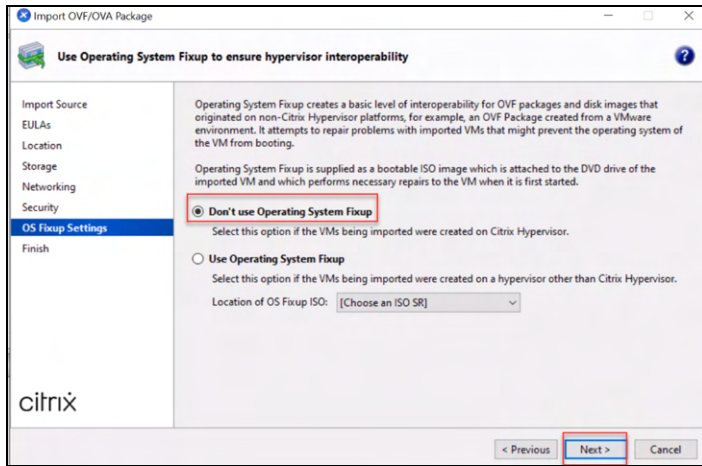 Import OVF/OVA Package
Use Operating System Fixup to ensure hypervisor interoperability
Import Source
EULAs
Location
Storage
Networking
Security
OS Fixup Settings
Finish
Operating System Fixup creates a basic level of interoperability for OVF packages and disk images that
originated on non-Citrix Hypervisor platforms, for example, an OVF Package created from a VMware
environment. It attempts to repair problems with imported VMs that might prevent the operating system of
the VM from booting.
Operating System Fixup is supplied as a bootable ISO image which is attached to the DVD drive of the
imported VM and which performs necessary repairs to the VM when it is first started.
Don't use Operating System Fixup
Select this option if the VMs being imported were created on Citrix Hypervisor.
Use Operating System Fixup
Select this option if the VMs being imported were created on a hypervisor other than Citrix Hypervisor.
Location of OS Fixup ISO: [Choose an ISO SR]
citrix
< Previous Next > Cancel